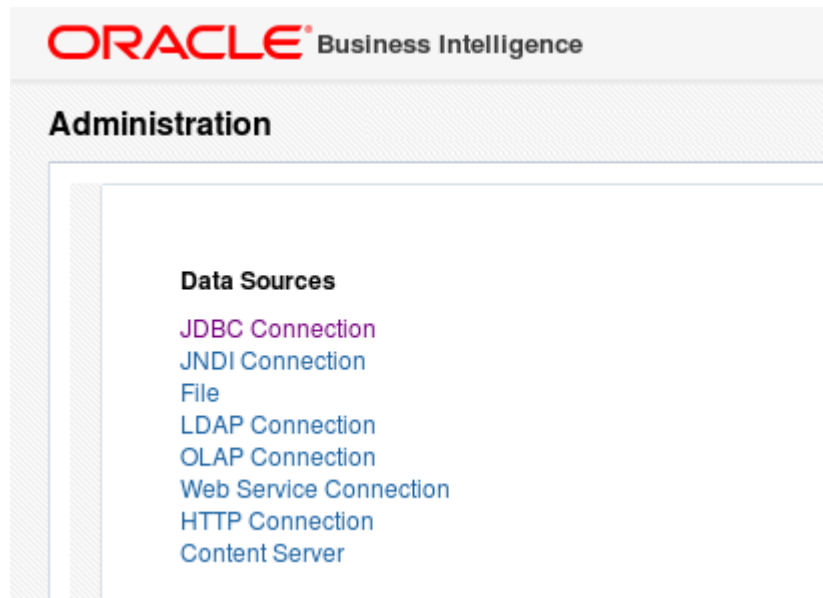 ORACLE® Business Intelligence
Administration
Data Sources
JDBC Connection
JNDI Connection
File
LDAP Connection
OLAP Connection
Web Service Connection
HTTP Connection
Content Server